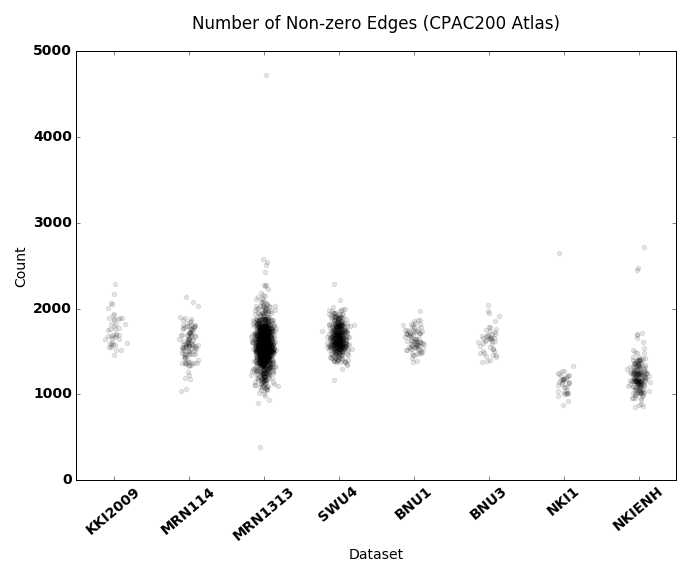 Number of Non-zero Edges (CPAC200 Atlas)
5000
4000
3000
2000
1000
0
Count
KKI2009
MRN114
MRN1313
SWU4
BNU1
BNU3
NKI1
NKIENH
Dataset